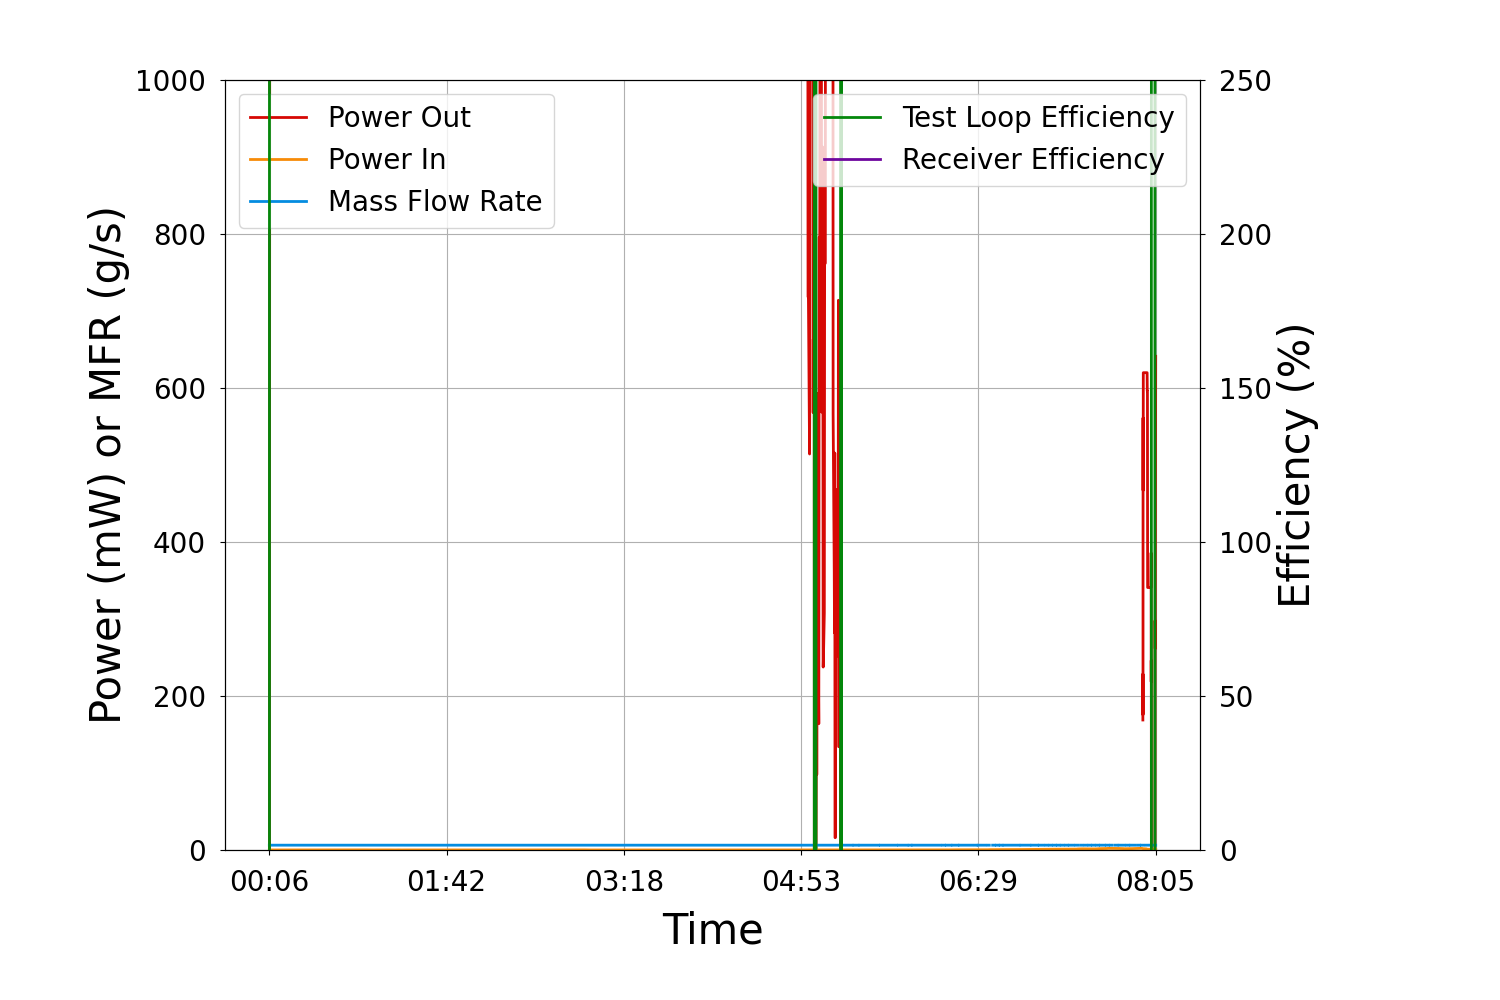 Power Out
Power In
Mass Flow Rate
Test Loop Efficiency
Receiver Efficiency
Power (mW) or MFR (g/s)
1000
800
600
400
200
0
250
200
150
100
50
0
Efficiency (%)
00:06 01:42 03:18 04:53 06:29 08:05
Time